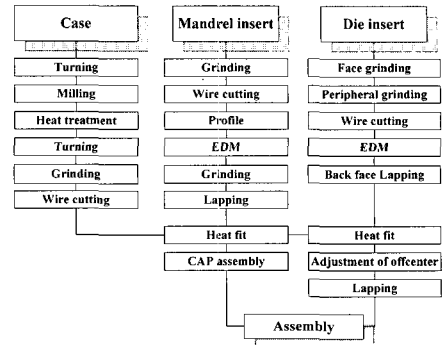 Case
Mandrel insert
Die insert
Turning
Grinding
Face grinding
Milling
Wire cutting
Peripheral grinding
Heat treatment
Profile
Wire cutting
Turning
EDM
EDM
Grinding
Grinding
Back face Lapping
Wire cutting
Lapping
Heat fit
Heat fit
CAP assembly
Adjustment of offcenter
Lapping
Assembly